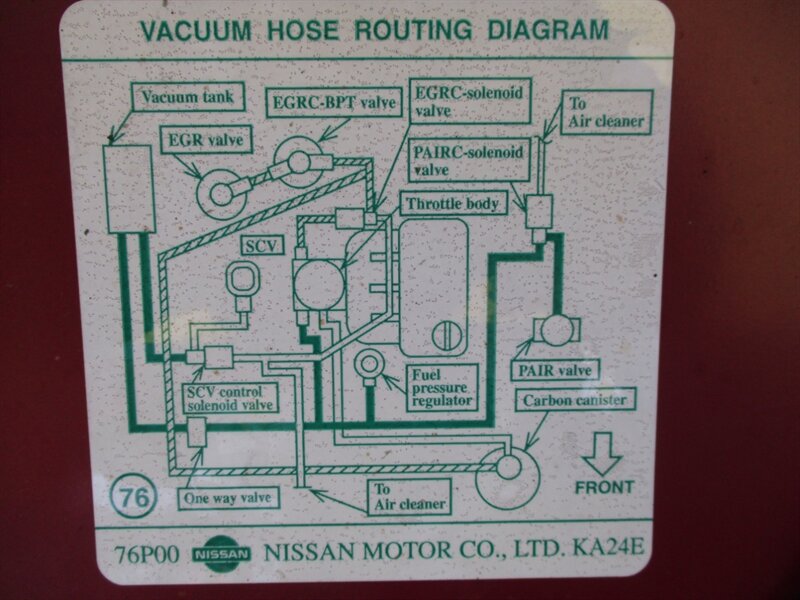 VACUUM HOSE ROUTING DIAGRAM
Vacuum tank
EGRC-BPT valve
EGRC-solenoid
valve
To
Air cleaner
EGR valve
PAIRC-solenoid
valve
Throttle body
SCV
PAIR valve
SCV control
solenoid valve
Fuel
pressure
regulator
Carbon canister
76
One way valve
To
Air cleaner
FRONT
76P00 NISSAN NISSAN MOTOR CO., LTD. KA24E